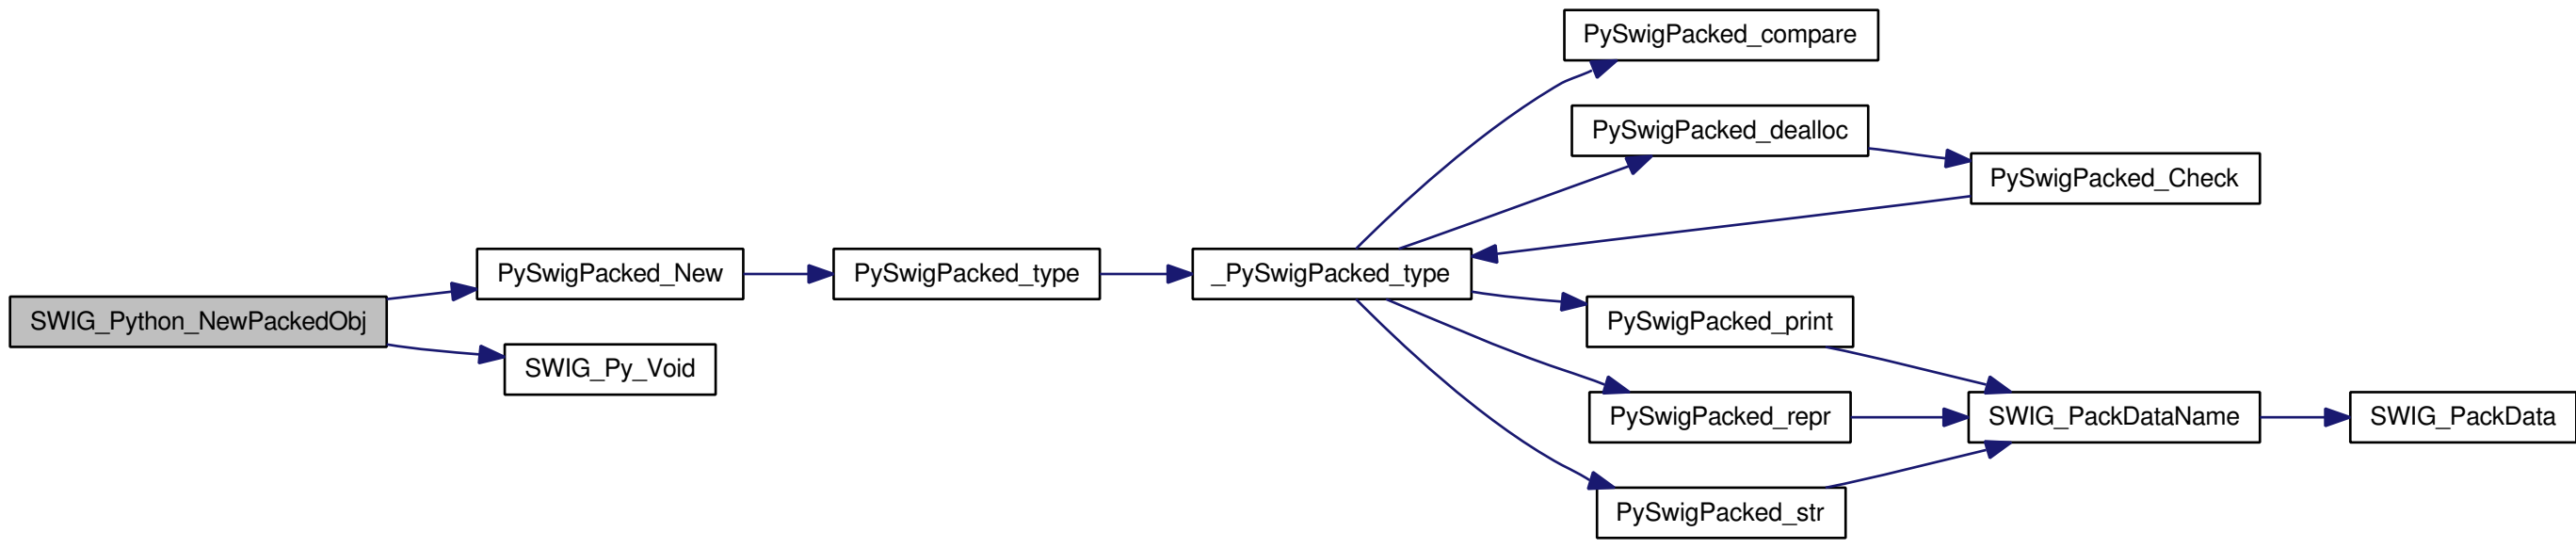 PySwigPacked_compare
PySwigPacked_dealloc
PySwigPacked_Check
PySwigPacked_New
PySwigPacked_type
_PySwigPacked_type
SWIG_Python_NewPackedObj
PySwigPacked_print
SWIG_Py_Void
PySwigPacked_repr
SWIG_PackDataName
SWIG_PackData
PySwigPacked_str